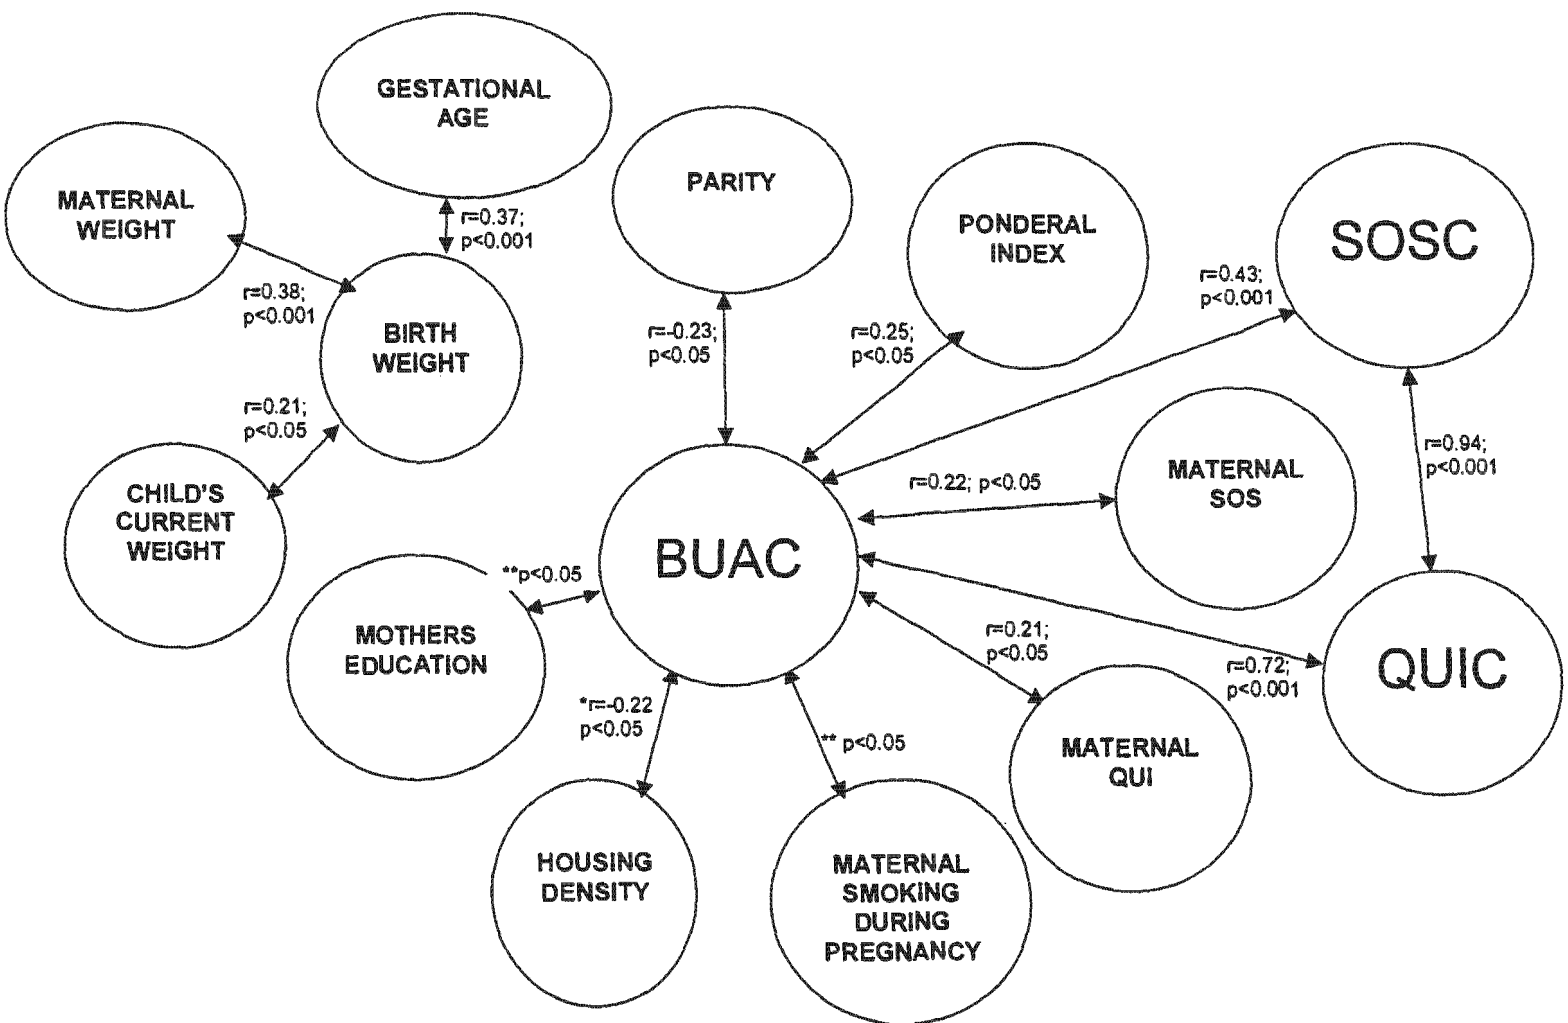 GESTATIONAL
AGE
MATERNAL
WEIGHT
r=0.37;
p<0.001
PARITY
PONDERAL
INDEX
SOSC
r=0.38;
p<0.001
BIRTH
WEIGHT
r=-0.23;
p<0.05
r=0.25;
p<0.05
r=0.43;
p<0.001
r=0.21;
p<0.05
CHILD'S
CURRENT
WEIGHT
r=0.22; p<0.05
MATERNAL
SOS
r=0.94;
p<0.001
BUAC
**p<0.05
MOTHERS
EDUCATION
r=0.21;
p<0.05
r=0.72;
p<0.001
QUIC
*r=-0.22
p<0.05
** p<0.05
MATERNAL
QUI
HOUSING
DENSITY
MATERNAL
SMOKING
DURING
PREGNANCY